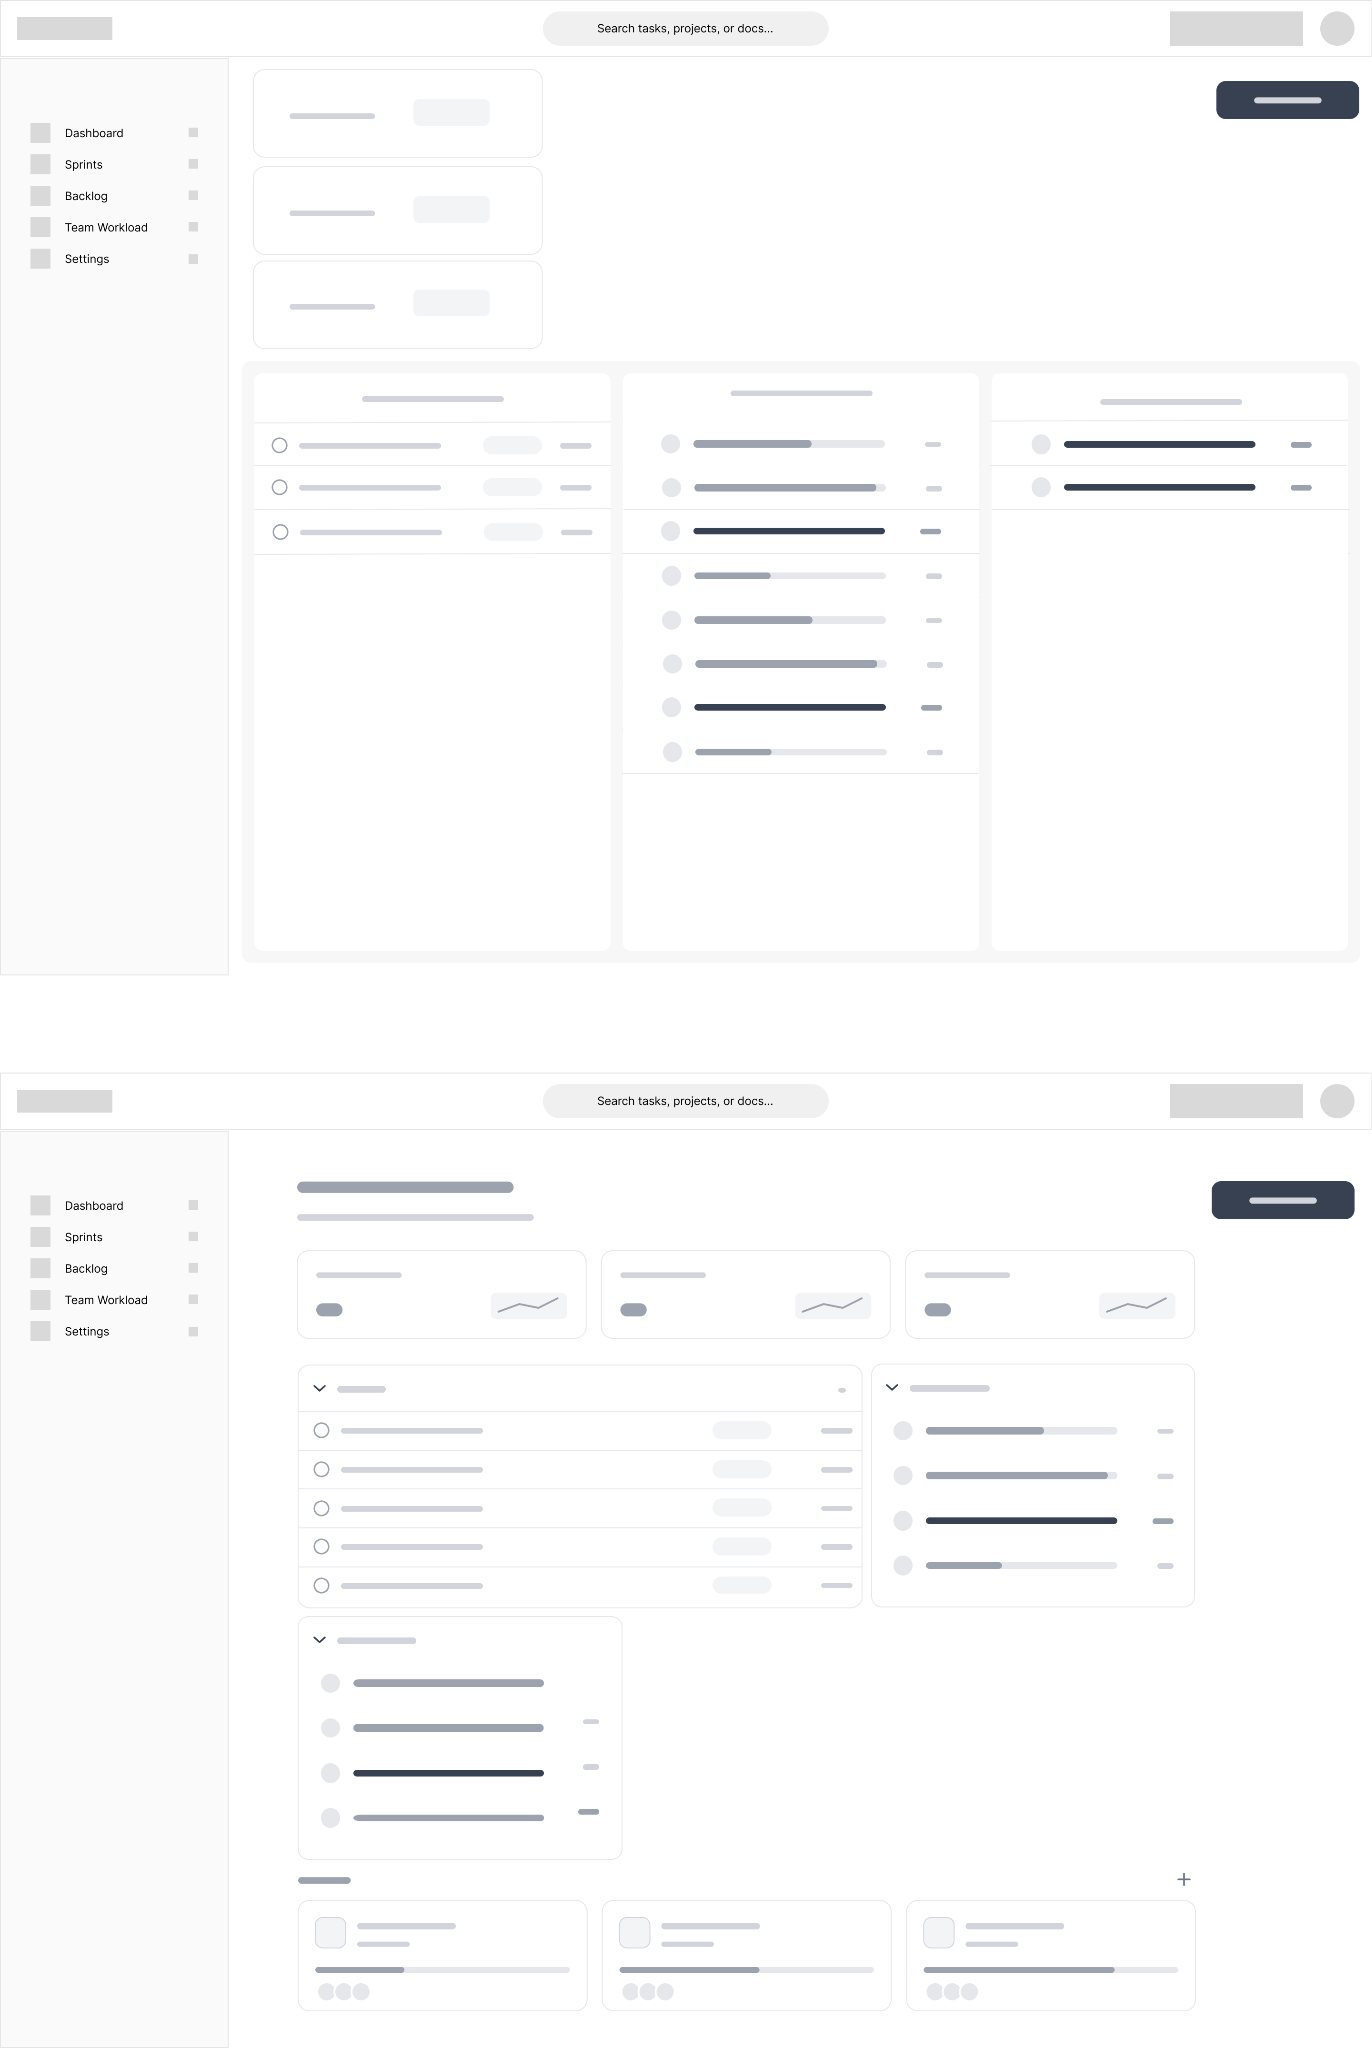 Search tasks, projects, or docs...
Dashboard
Sprints
Backlog
Team Workload
Settings
Search tasks, projects, or docs...
Dashboard
Sprints
Backlog
Team Workload
Settings